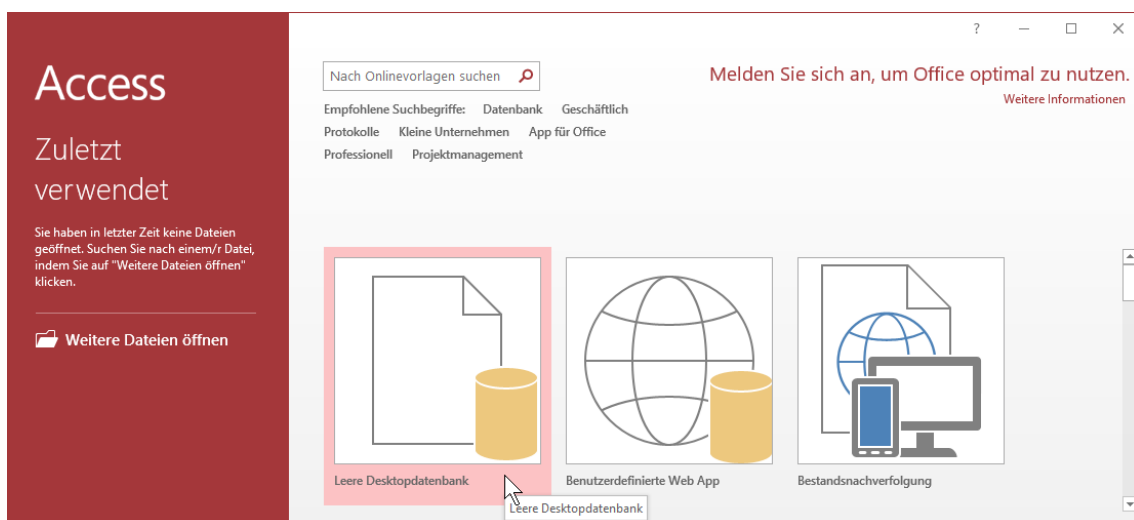 ?
Access
Zuletzt
verwendet
Sie haben in letzter Zeit keine Dateien
geöffnet. Suchen Sie nach einem/r Datei,
indem Sie auf "Weitere Dateien öffnen"
klicken.
Weitere Dateien öffnen
Nach Onlinevorlagen suchen
Melden Sie sich an, um Office optimal zu nutzen.
Weitere Informationen
Empfohlene Suchbegriffe: Datenbank Geschäftlich
Protokolle Kleine Unternehmen App für Office
Professionell Projektmanagement
Leere Desktopdatenbank
Benutzerdefinierte Web App
Bestandsnachverfolgung
Leere Desktopdatenbank